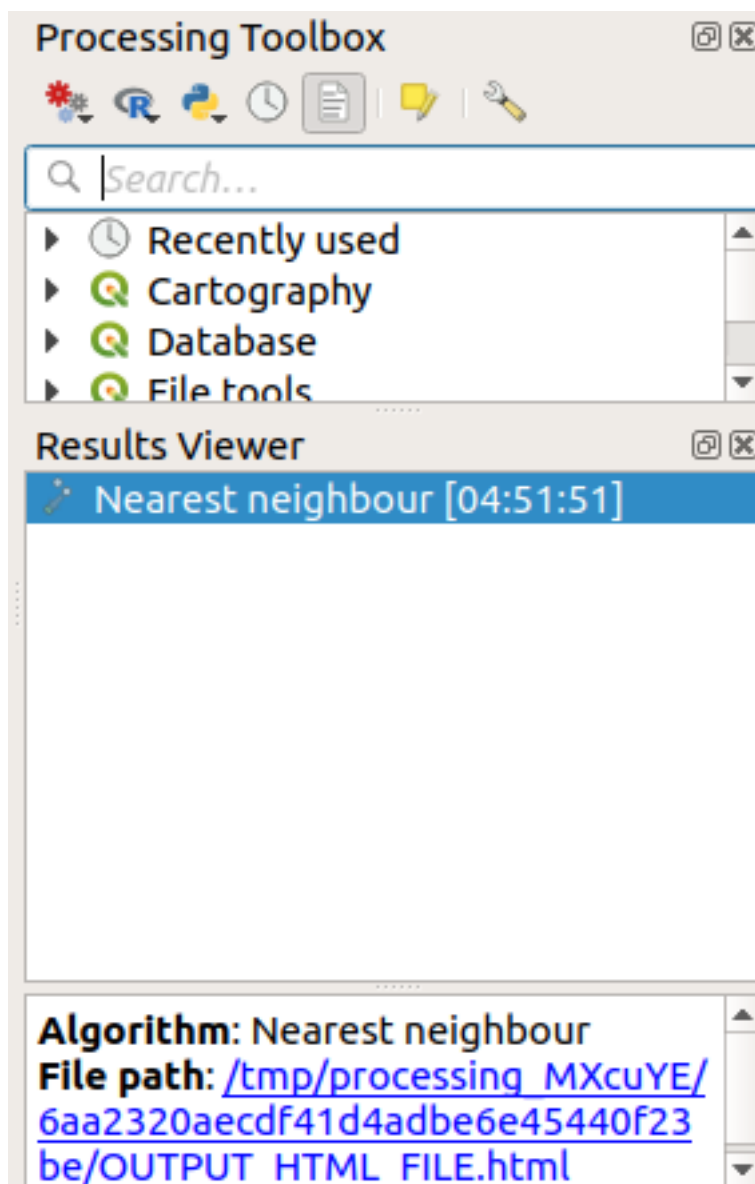 Processing Toolbox
Search...
Recently used
Cartography
Database
File tools
Results Viewer
Nearest neighbour [04:51:51]
Algorithm: Nearest neighbour
File path: /tmp/processing_MXcuYE/
6aa2320aecdf41d4adbe6e45440f23
be/OUTPUT_HTML_FILE.html